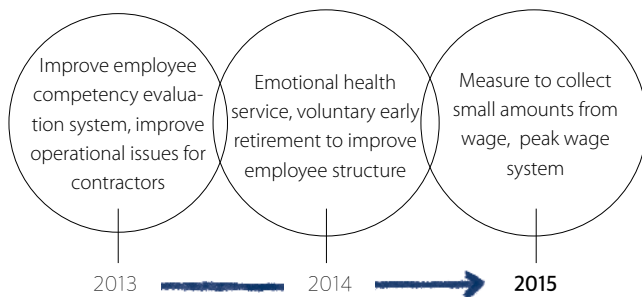 Improve employee
competency evalua-
tion system, improve
operational issues for
contractors
Emotional health
service, voluntary early
retirement to improve
employee structure
Measure to collect
small amounts from
wage, peak wage
system
2013
2014
2015